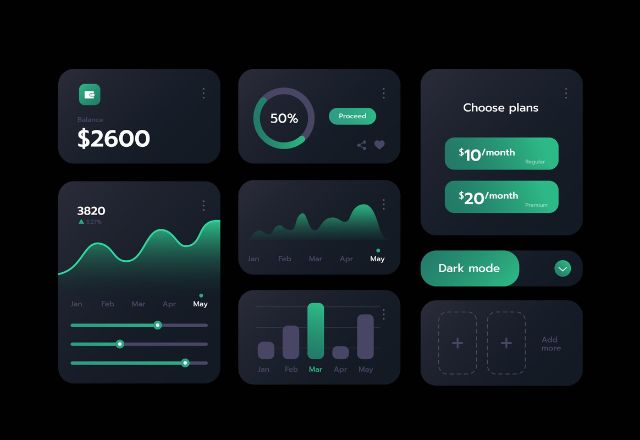 Balance
$2600
3820
Jan Feb Mar Apr May
50%
Proceed
Jan Feb Mar Apr May
Jan Feb Mar Apr May
Choose plans
$10/month
Regular
$20/month
Premium
Dark mode
+ +
Add
more